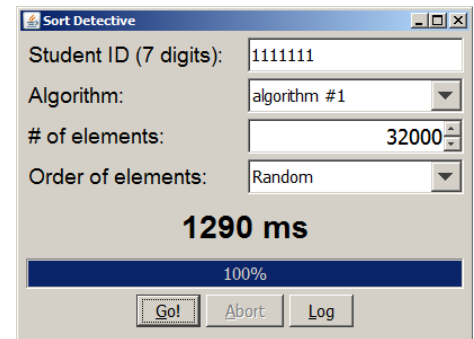 Sort Detective
Student ID (7 digits): 1111111
Algorithm: algorithm #1
# of elements: 32000
Order of elements: Random
1290 ms
100%
Go! Abort Log